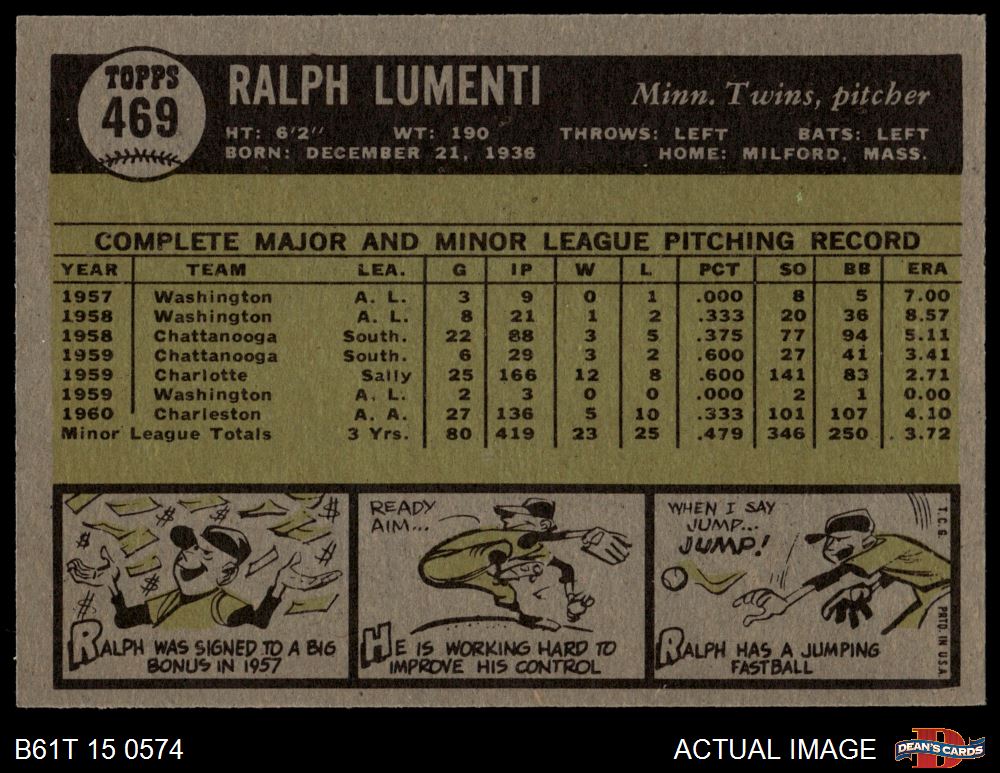 TOPPS
469
RALPH LUMENTI
Minn. Twins, pitcher
HT: 6'2" WT: 190 THROWS: LEFT BATS: LEFT
BORN: DECEMBER 21, 1936 HOME: MILFORD, MASS.
COMPLETE MAJOR AND MINOR LEAGUE PITCHING RECORD
YEAR TEAM LEA. G IP W L PCT SO BB ERA
1957 Washington A. L. 3 9 0 1 .000 8 5 7.00
1958 Washington A. L. 8 21 1 2 .333 20 36 8.57
1958 Chattanooga South. 22 88 3 5 .375 77 94 5.11
1959 Chattanooga South. 6 29 3 2 .600 27 41 3.41
1959 Charlotte Sally 25 166 12 8 .600 141 83 2.71
1959 Washington A. L. 2 3 0 0 .000 2 1 0.00
1960 Charleston A. A. 27 136 5 10 .333 101 107 4.10
Minor League Totals 3 Yrs. 80 419 23 25 .479 346 250 3.72
RALPH WAS SIGNED TO A BIG
BONUS IN 1957
READY
AIM...
HE IS WORKING HARD TO
IMPROVE HIS CONTROL
WHEN I SAY
JUMP...
JUMP!
RALPH HAS A JUMPING
FASTBALL
T.C.G. PRTD IN U.S.A.
B61T 15 0574
ACTUAL IMAGE
DEAN'S CARDS